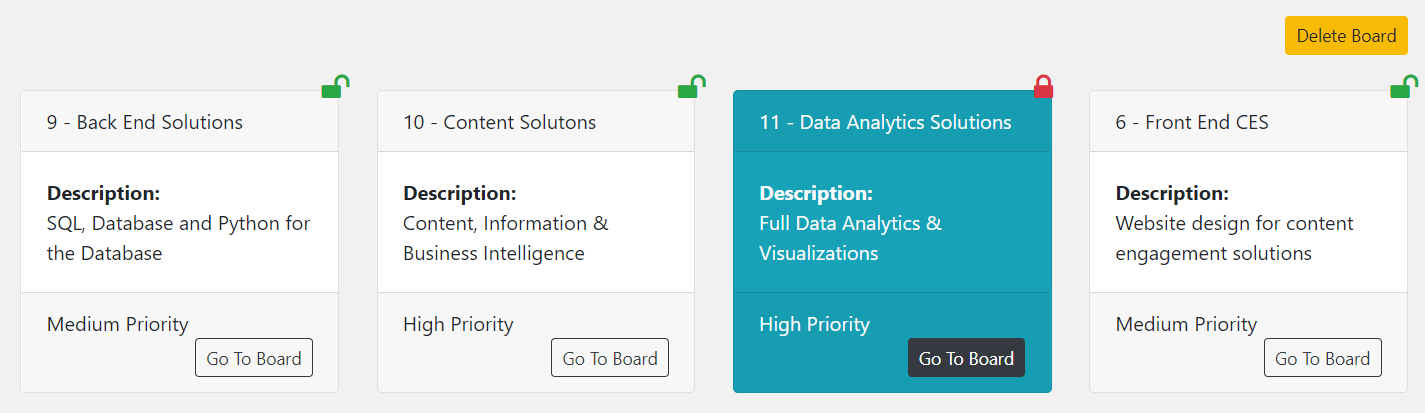 Delete Board
9 - Back End Solutions
Description:
SQL, Database and Python for
the Database
Medium Priority
Go To Board
10 - Content Solutons
Description:
Content, Information &
Business Intelligence
High Priority
Go To Board
11 - Data Analytics Solutions
Description:
Full Data Analytics &
Visualizations
High Priority
Go To Board
6 - Front End CES
Description:
Website design for content
engagement solutions
Medium Priority
Go To Board